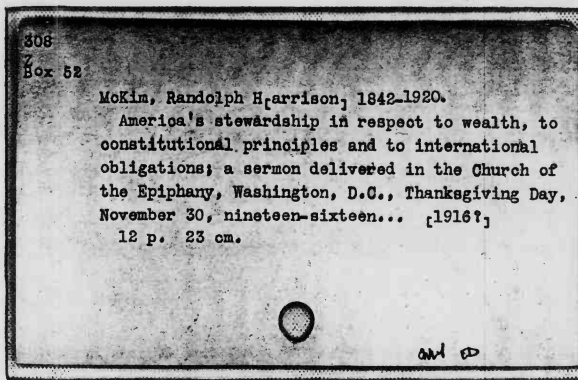 308
Z
Box 52
McKim, Randolph H[arrison] 1842-1920.
America's stewardship in respect to wealth, to
constitutional principles and to international
obligations; a sermon delivered in the Church of
the Epiphany, Washington, D.C., Thanksgiving Day,
November 30, nineteen-sixteen... [1916?]
12 p. 23 cm.
ED